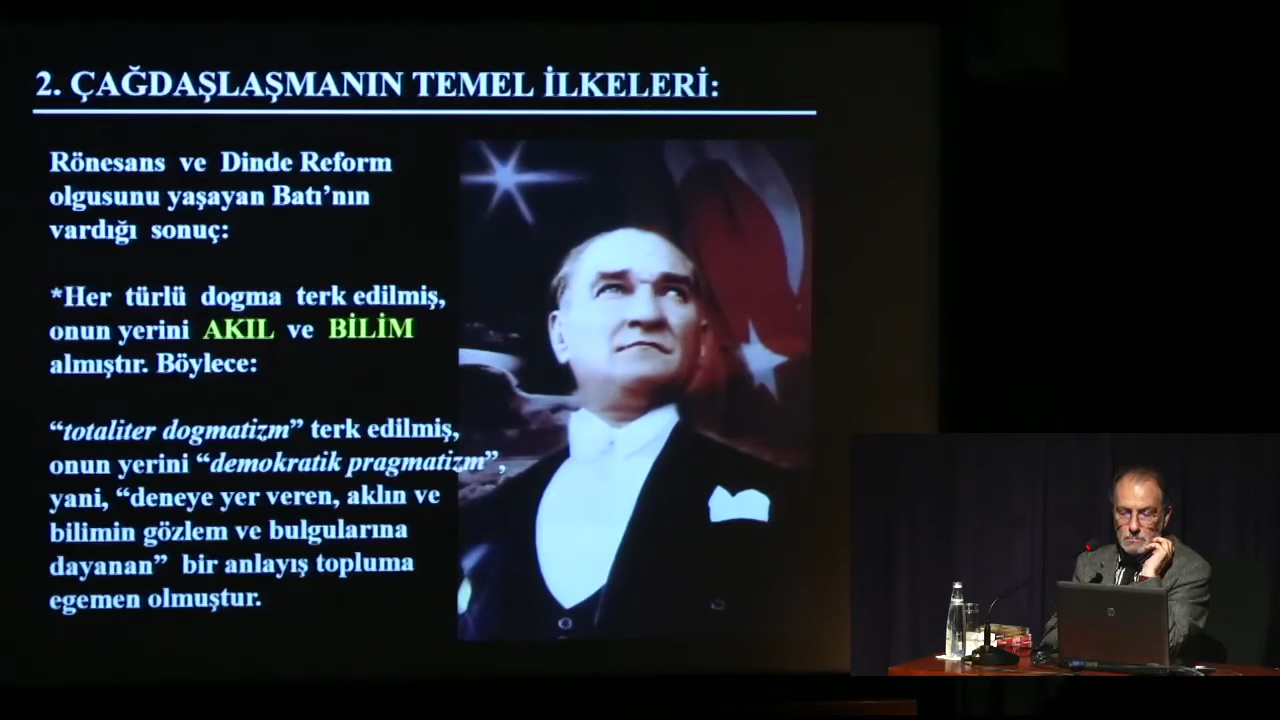 2. ÇAĞDAŞLAŞMANIN TEMEL İLKELERİ:
Rönesans ve Dinde Reform
olgusunu yaşayan Batı’nın
vardığı sonuç:
*Her türlü dogma terk edilmiş,
onun yerini AKIL ve BİLİM
almıştır. Böylece:
“totaliter dogmatizm” terk edilmiş,
onun yerini “demokratik pragmatizm”,
yani, “deneye yer veren, aklın ve
bilimin gözlem ve bulgularına
dayanan” bir anlayış topluma
egemen olmuştur.